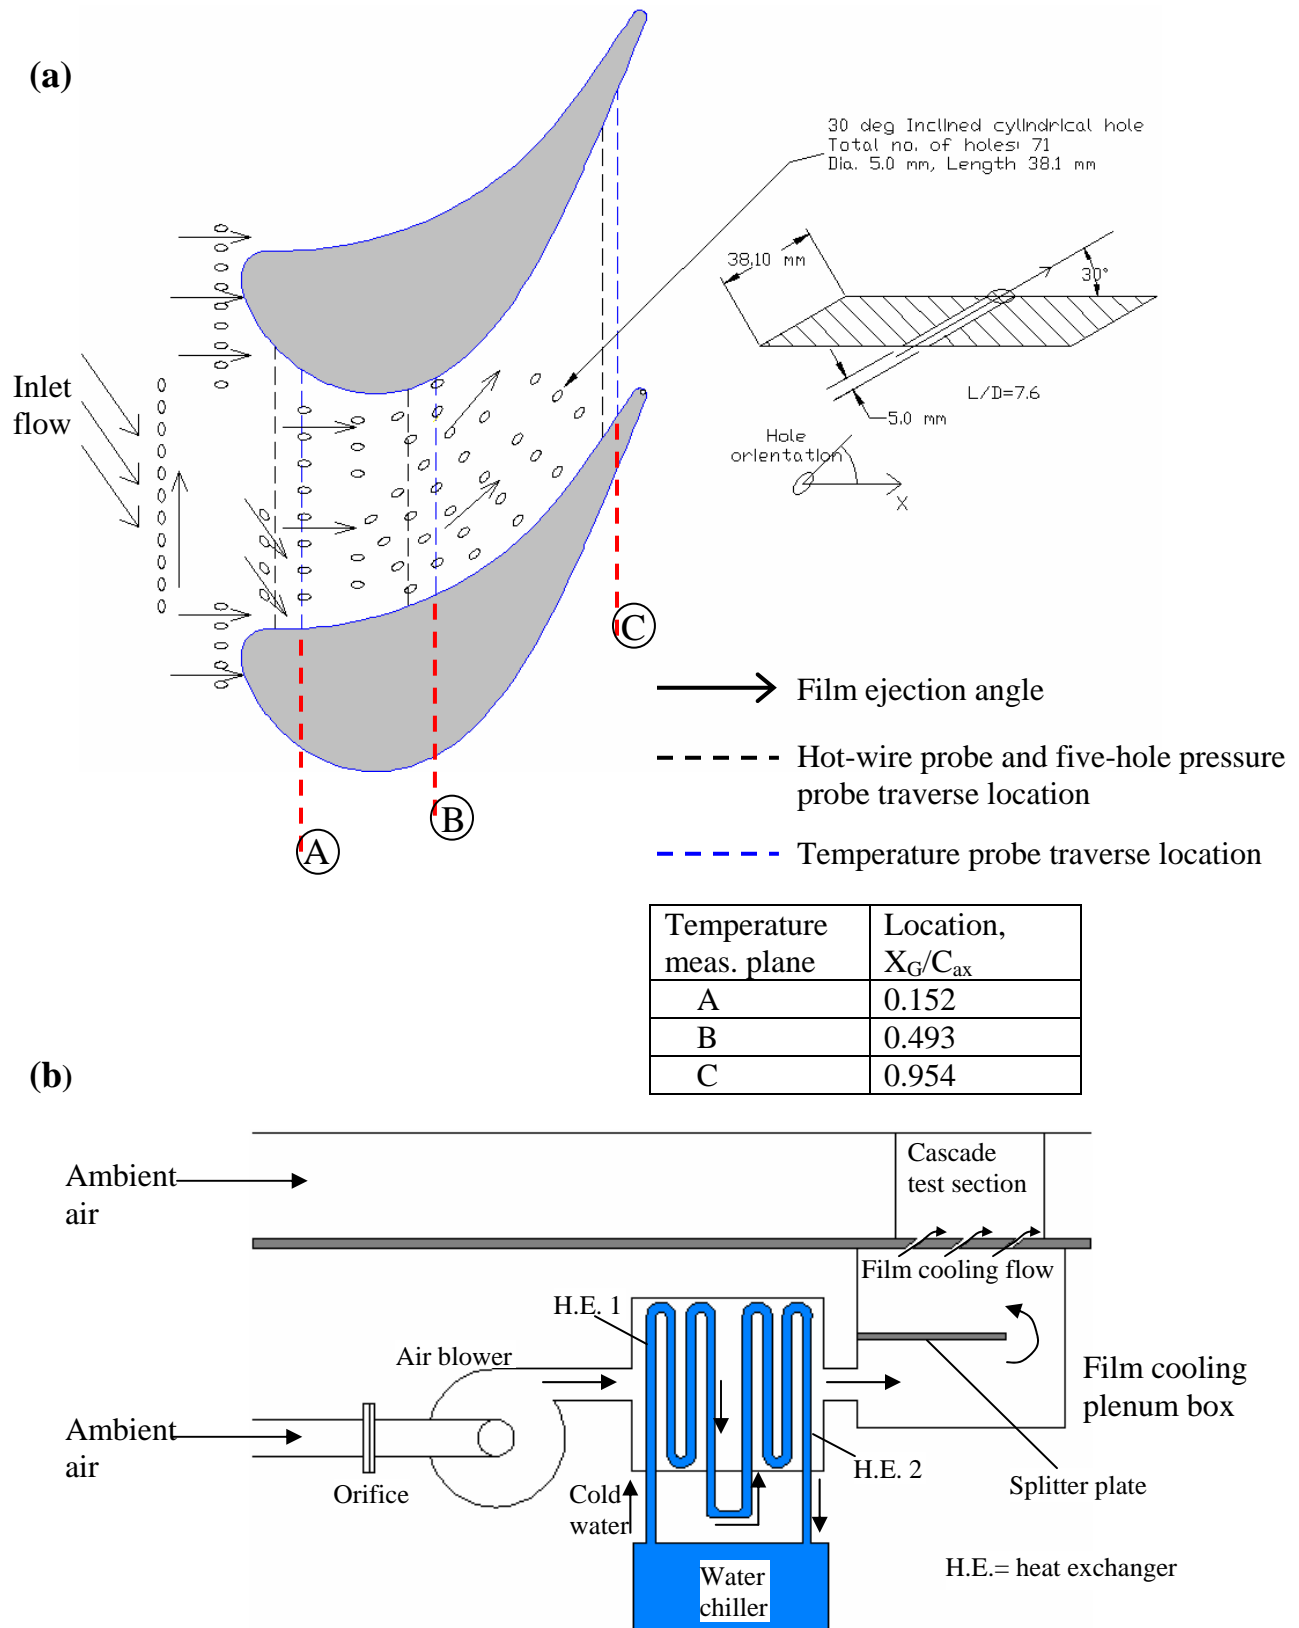 (a)
30 deg Inclined cylindrical hole
Total no. of holes: 71
Dia. 5.0 mm, Length 38.1 mm
38.10 mm
30°
L/D=7.6
5.0 mm
Hole
orientation
X
Inlet
flow
A
B
C
Film ejection angle
Hot-wire probe and five-hole pressure
probe traverse location
Temperature probe traverse location
Temperature
meas. plane
Location,
X_G/C_ax
A 0.152
B 0.493
C 0.954
(b)
Ambient
air
Cascade
test section
Film cooling flow
H.E. 1
Air blower
Film cooling
plenum box
Ambient
air
Orifice
Cold
water
H.E. 2
Splitter plate
Water
chiller
H.E.= heat exchanger